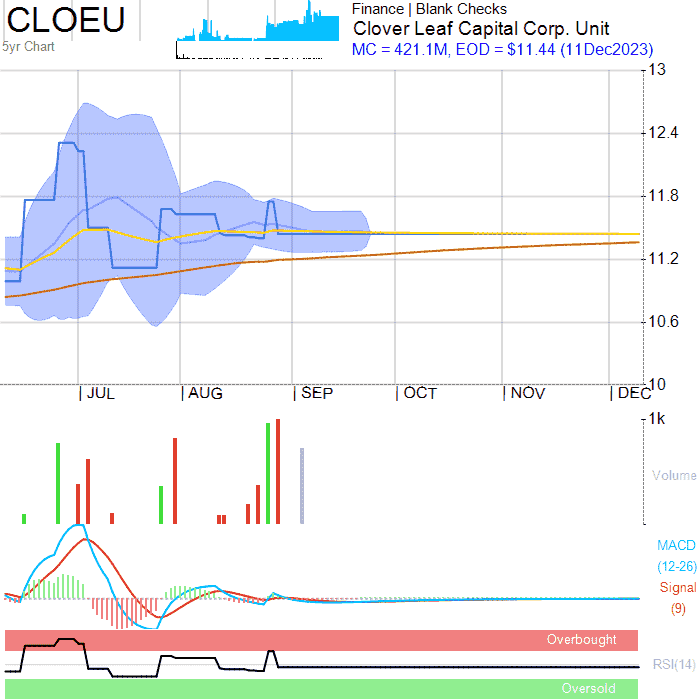 CLOEU
5yr Chart
Finance | Blank Checks
Clover Leaf Capital Corp. Unit
MC = 421.1M, EOD = $11.44 (11Dec2023)
13
12.4
11.8
11.2
10.6
10
| JUL
| AUG
| SEP
| OCT
| NOV
| DEC
1k
Volume
MACD
(12-26)
Signal
(9)
Overbought
RSI(14)
Oversold